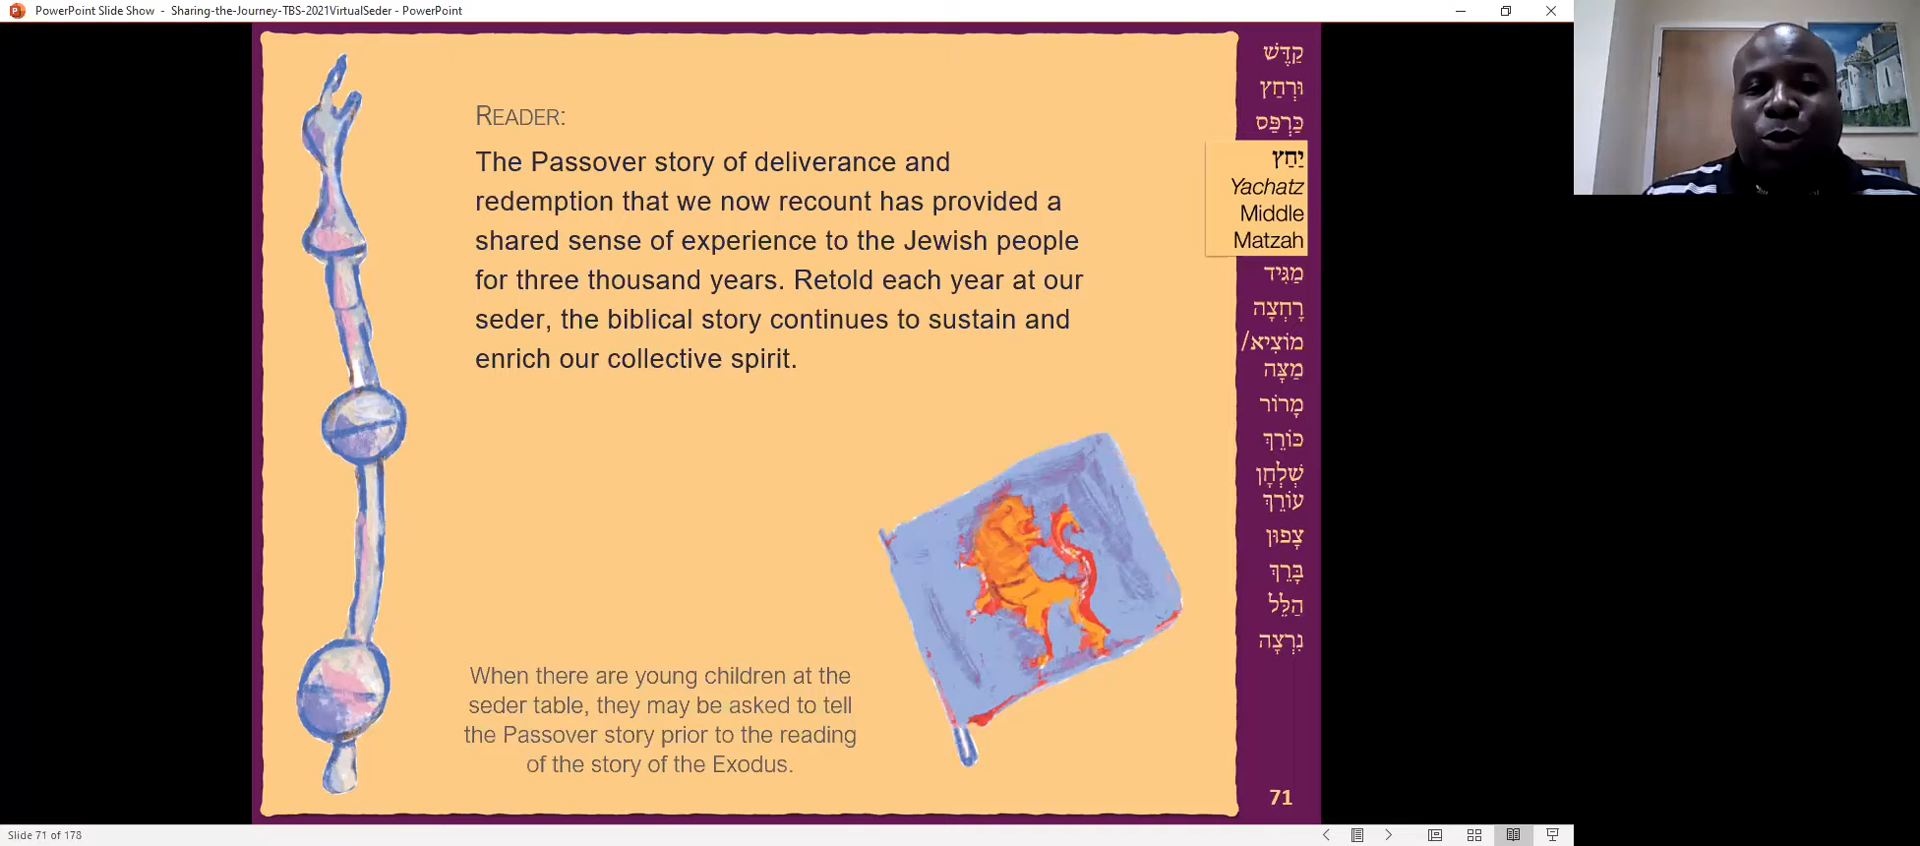 PowerPoint Slide Show - Sharing-the-Journey-TBS-2021VirtualSeder - PowerPoint
READER:
The Passover story of deliverance and
redemption that we now recount has provided a
shared sense of experience to the Jewish people
for three thousand years. Retold each year at our
seder, the biblical story continues to sustain and
enrich our collective spirit.
When there are young children at the
seder table, they may be asked to tell
the Passover story prior to the reading
of the story of the Exodus.
קַדֵּשׁ
וּרְחַץ
כַּרְפַּס
יַחַץ
Yachatz
Middle
Matzah
מַגִּיד
רָחְצָה
מוֹצִיא/
מַצָּה
מָרוֹר
כּוֹרֵךְ
שֻׁלְחָן
עוֹרֵךְ
צָפוּן
בָּרֵךְ
הַלֵּל
נִרְצָה
71
Slide 71 of 178